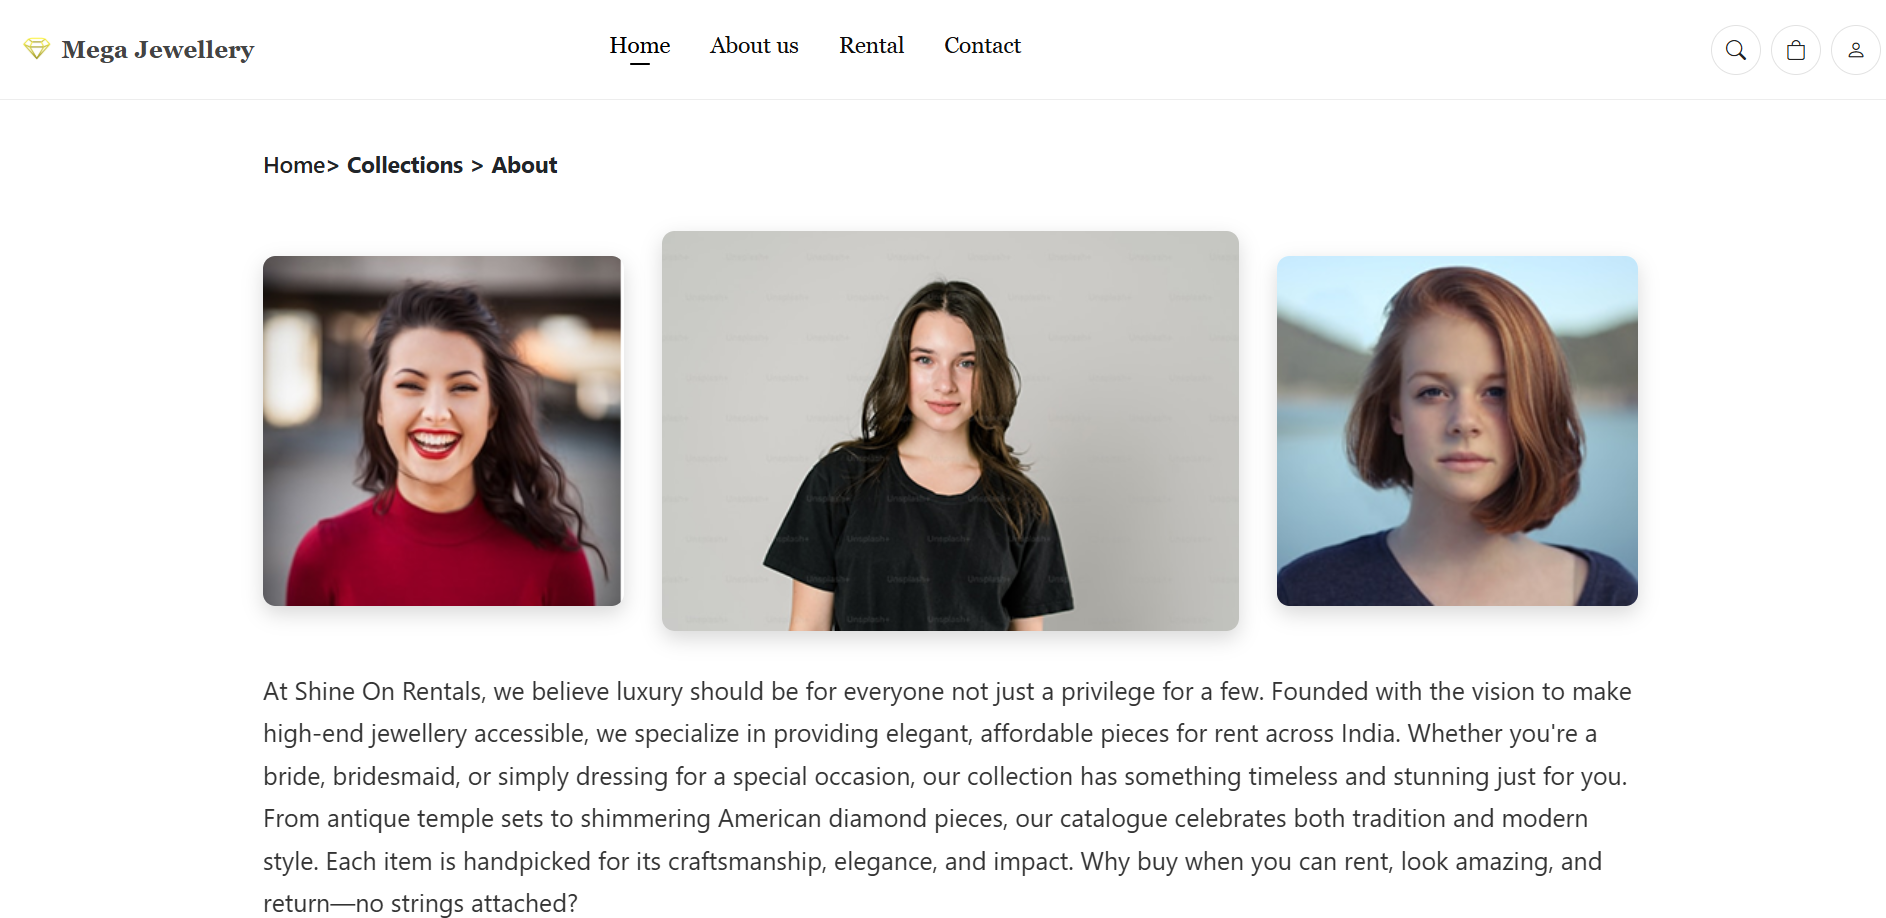 Mega Jewellery
Home About us Rental Contact
Home> Collections > About
At Shine On Rentals, we believe luxury should be for everyone not just a privilege for a few. Founded with the vision to make
high-end jewellery accessible, we specialize in providing elegant, affordable pieces for rent across India. Whether you're a
bride, bridesmaid, or simply dressing for a special occasion, our collection has something timeless and stunning just for you.
From antique temple sets to shimmering American diamond pieces, our catalogue celebrates both tradition and modern
style. Each item is handpicked for its craftsmanship, elegance, and impact. Why buy when you can rent, look amazing, and
return—no strings attached?